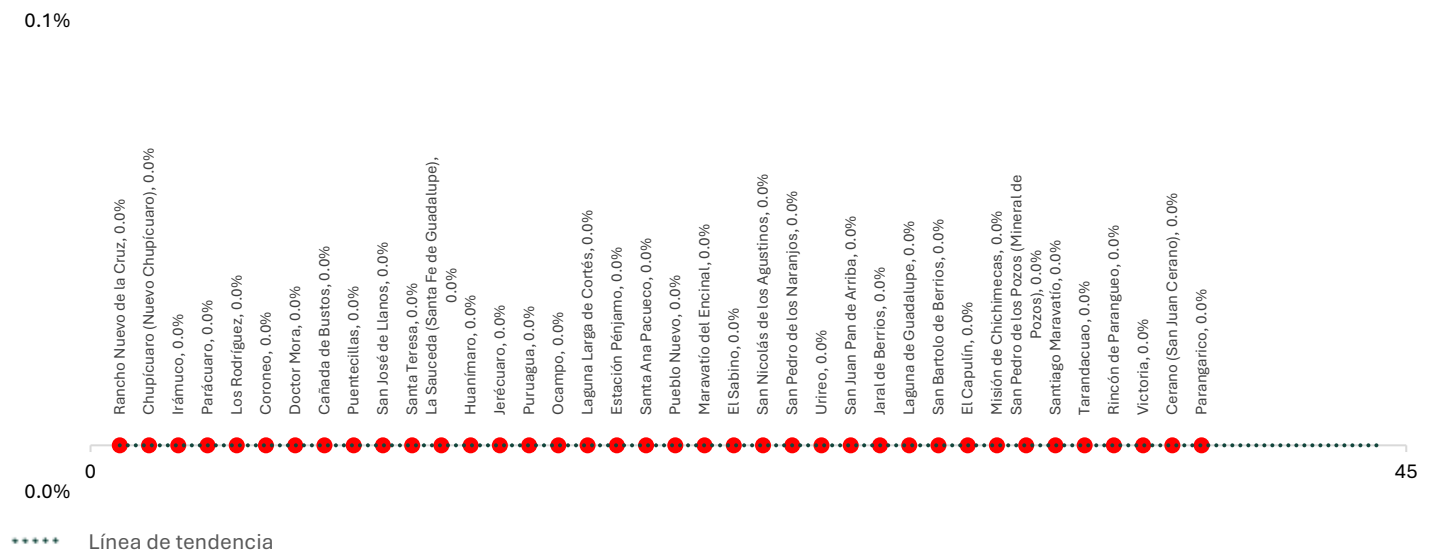 0.1%
Rancho Nuevo de la Cruz, 0.0%
Chupícuaro (Nuevo Chupícuaro), 0.0%
Irámuco, 0.0%
Parácuaro, 0.0%
Los Rodríguez, 0.0%
Coroneo, 0.0%
Doctor Mora, 0.0%
Cañada de Bustos, 0.0%
Puentecillas, 0.0%
San José de Llanos, 0.0%
Santa Teresa, 0.0%
La Sauceda (Santa Fe de Guadalupe),
0.0%
Huanímaro, 0.0%
Jerécuaro, 0.0%
Puruagua, 0.0%
Ocampo, 0.0%
Laguna Larga de Cortés, 0.0%
Estación Pénjamo, 0.0%
Santa Ana Pacueco, 0.0%
Pueblo Nuevo, 0.0%
Maravatío del Encinal, 0.0%
El Sabino, 0.0%
San Nicolás de los Agustinos, 0.0%
San Pedro de los Naranjos, 0.0%
Urireo, 0.0%
San Juan Pan de Arriba, 0.0%
Jaral de Berrios, 0.0%
Laguna de Guadalupe, 0.0%
San Bartolo de Berrios, 0.0%
El Capulín, 0.0%
Misión de Chichimecas, 0.0%
San Pedro de los Pozos (Mineral de
Pozos), 0.0%
Santiago Maravatío, 0.0%
Tarandacuao, 0.0%
Rincón de Parangueo, 0.0%
Victoria, 0.0%
Cerano (San Juan Cerano), 0.0%
Parangarico, 0.0%
0
45
0.0%
Línea de tendencia